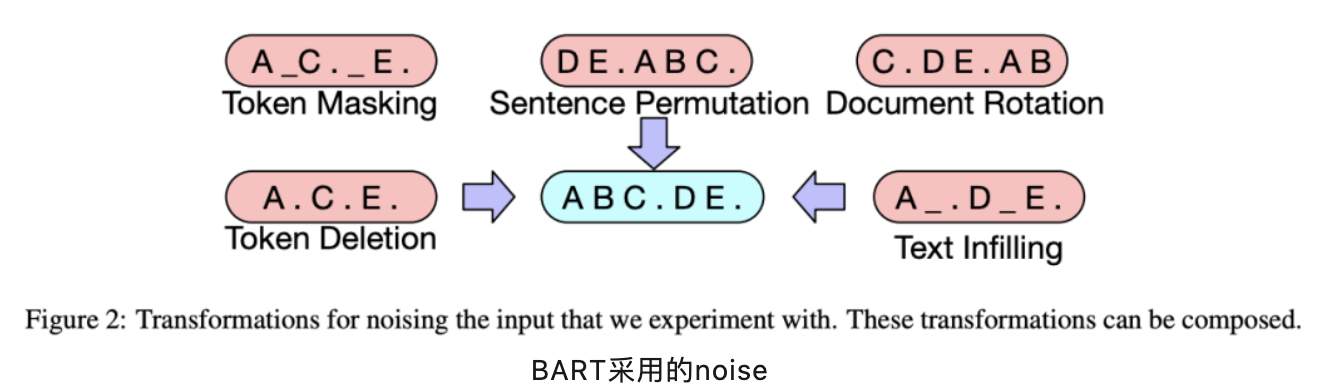 A _C . _ E .
D E . A B C .
C . D E . A B
Token Masking
Sentence Permutation
Document Rotation
A . C . E .
A B C . D E .
A _ . D _ E .
Token Deletion
Text Infilling
Figure 2: Transformations for noising the input that we experiment with. These transformations can be composed.
BART采用的noise